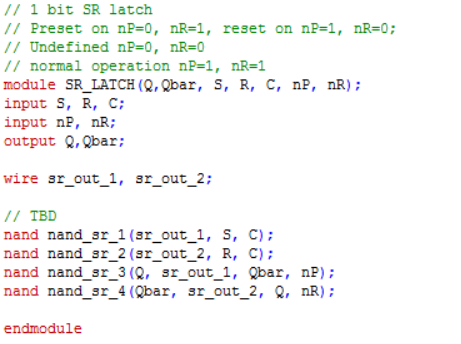 // 1 bit SR latch
// Preset on nP=0, nR=1, reset on nP=1, nR=0;
// Undefined nP=0, nR=0
// normal operation nP=1, nR=1
module SR_LATCH(Q,Qbar, S, R, C, nP, nR);
input S, R, C;
input nP, nR;
output Q,Qbar;
wire sr_out_1, sr_out_2;
// TBD
nand nand_sr_1(sr_out_1, S, C);
nand nand_sr_2(sr_out_2, R, C);
nand nand_sr_3(Q, sr_out_1, Qbar, nP);
nand nand_sr_4(Qbar, sr_out_2, Q, nR);
endmodule